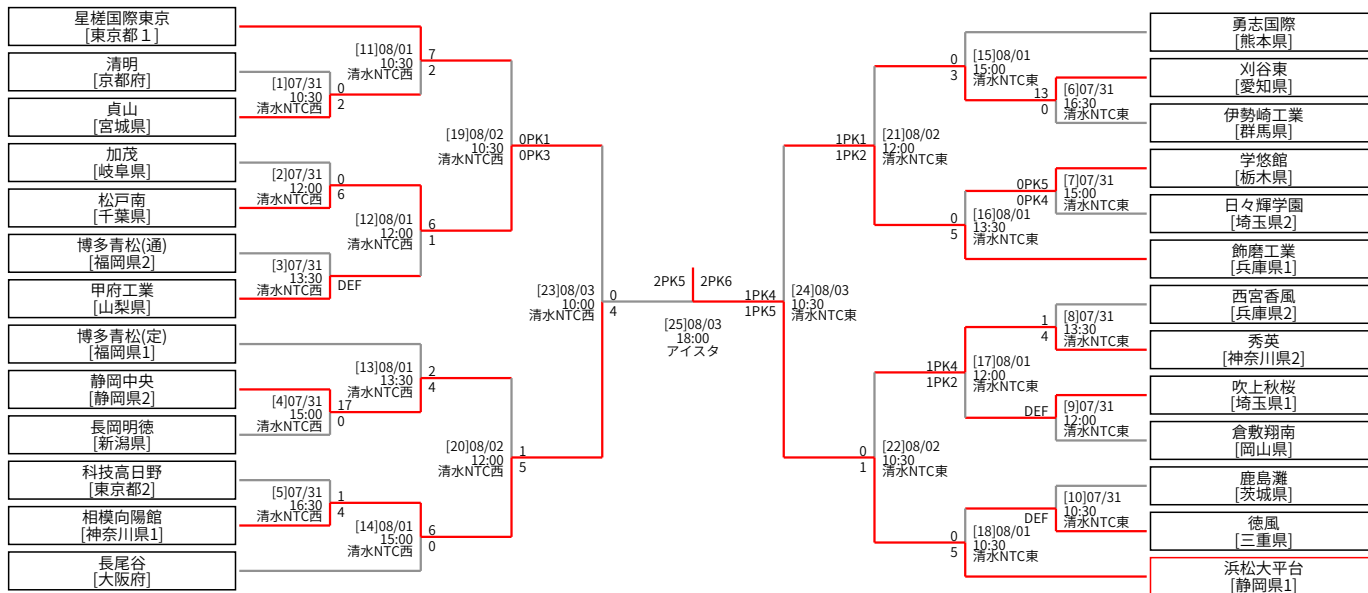 星槎国際東京
[東京都１]
清明
[京都府]
貞山
[宮城県]
加茂
[岐阜県]
松戸南
[千葉県]
博多青松(通)
[福岡県2]
甲府工業
[山梨県]
博多青松(定)
[福岡県1]
静岡中央
[静岡県2]
長岡明徳
[新潟県]
科技高日野
[東京都2]
相模向陽館
[神奈川県1]
長尾谷
[大阪府]
[1]07/31
10:30
清水NTC西
0
2
[2]07/31
12:00
清水NTC西
0
6
[3]07/31
13:30
清水NTC西
DEF
[4]07/31
15:00
清水NTC西
17
0
[5]07/31
16:30
清水NTC西
1
4
[11]08/01
10:30
清水NTC西
7
2
[12]08/01
12:00
清水NTC西
6
1
[13]08/01
13:30
清水NTC西
2
4
[14]08/01
15:00
清水NTC西
6
0
[19]08/02
10:30
清水NTC西
0PK1
0PK3
[20]08/02
12:00
清水NTC西
1
5
[23]08/03
10:00
清水NTC西
0
4
2PK5
2PK6
[25]08/03
18:00
アイスタ
1PK4
1PK5
[24]08/03
10:30
清水NTC東
1PK1
1PK2
[21]08/02
12:00
清水NTC東
0
1
[22]08/02
10:30
清水NTC東
0
3
[15]08/01
15:00
清水NTC東
0
5
[16]08/01
13:30
清水NTC東
1PK4
1PK2
[17]08/01
12:00
清水NTC東
0
5
[18]08/01
10:30
清水NTC東
13
0
[6]07/31
16:30
清水NTC東
0PK5
0PK4
[7]07/31
15:00
清水NTC東
1
4
[8]07/31
13:30
清水NTC東
DEF
[9]07/31
12:00
清水NTC東
DEF
[10]07/31
10:30
清水NTC東
勇志国際
[熊本県]
刈谷東
[愛知県]
伊勢崎工業
[群馬県]
学悠館
[栃木県]
日々輝学園
[埼玉県2]
飾磨工業
[兵庫県1]
西宮香風
[兵庫県2]
秀英
[神奈川県2]
吹上秋桜
[埼玉県1]
倉敷翔南
[岡山県]
鹿島灘
[茨城県]
徳風
[三重県]
浜松大平台
[静岡県1]